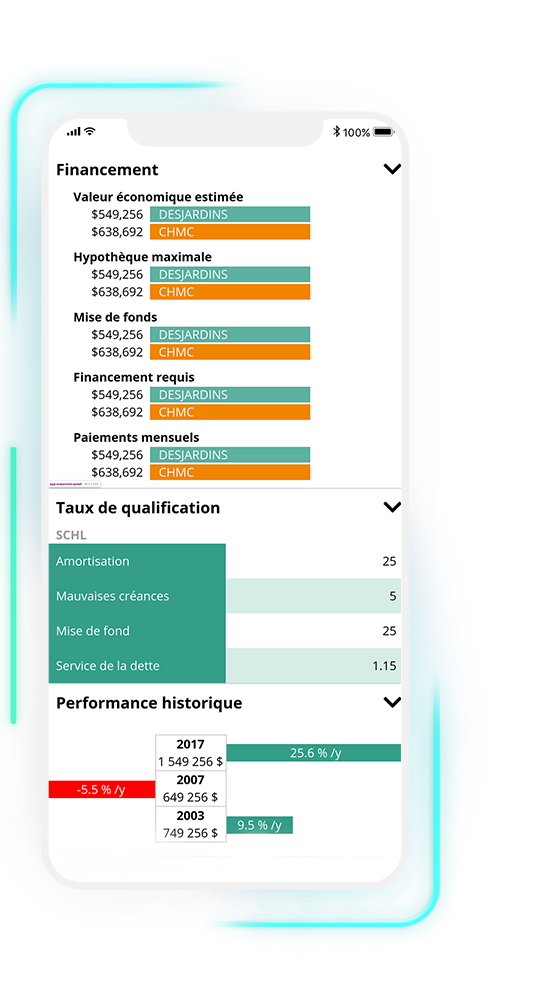 100%
Financement
Valeur économique estimée
$549,256 DESJARDINS
$638,692 CHMC
Hypothèque maximale
$549,256 DESJARDINS
$638,692 CHMC
Mise de fonds
$549,256 DESJARDINS
$638,692 CHMC
Financement requis
$549,256 DESJARDINS
$638,692 CHMC
Paiements mensuels
$549,256 DESJARDINS
$638,692 CHMC
Taux de qualification
SCHL
Amortisation 25
Mauvaises créances 5
Mise de fond 25
Service de la dette 1.15
Performance historique
2017
1 549 256 $ 25.6 % /y
2007
-5.5 % /y 649 256 $
2003
749 256 $ 9.5 % /y